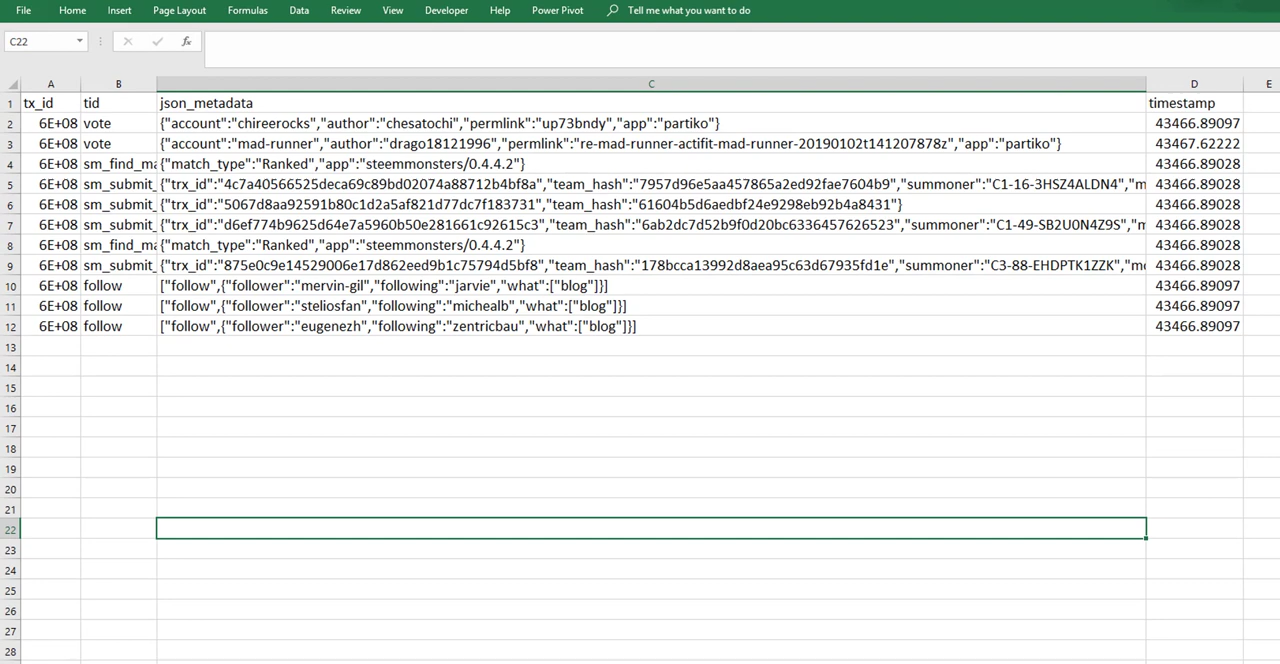 File Home Insert Page Layout Formulas Data Review View Developer Help Power Pivot Tell me what you want to do
C22 fx
A B C D E
1 tx_id tid json_metadata timestamp
2 6E+08 vote {"account":"chireerocks","author":"chesatochi","permlink":"up73bndy","app":"partiko"} 43466.89097
3 6E+08 vote {"account":"mad-runner","author":"drago18121996","permlink":"re-mad-runner-actifit-mad-runner-20190102t141207878z","app":"partiko"} 43467.62222
4 6E+08 sm_find_ma {"match_type":"Ranked","app":"steemmonsters/0.4.4.2"} 43466.89028
5 6E+08 sm_submit_ {"trx_id":"4c7a40566525deca69c89bd02074a88712b4bf8a","team_hash":"7957d96e5aa457865a2ed92fae7604b9","summoner":"C1-16-3HSZ4ALDN4","m 43466.89028
6 6E+08 sm_submit_ {"trx_id":"5067d8aa92591b80c1d2a5af821d77dc7f183731","team_hash":"61604b5d6aedbf24e9298eb92b4a8431"} 43466.89028
7 6E+08 sm_submit_ {"trx_id":"d6ef774b9625d64e7a5960b50e281661c92615c3","team_hash":"6ab2dc7d52b9f0d20bc6336457626523","summoner":"C1-49-SB2U0N4Z9S","m 43466.89028
8 6E+08 sm_find_ma {"match_type":"Ranked","app":"steemmonsters/0.4.4.2"} 43466.89028
9 6E+08 sm_submit_ {"trx_id":"875e0c9e14529006e17d862eed9b1c75794d5bf8","team_hash":"178bcca13992d8aea95c63d67935fd1e","summoner":"C3-88-EHDPTK1ZZK","mo 43466.89028
10 6E+08 follow ["follow",{"follower":"mervin-gil","following":"jarvie","what":["blog"]}] 43466.89097
11 6E+08 follow ["follow",{"follower":"steliosfan","following":"michealb","what":["blog"]}] 43466.89097
12 6E+08 follow ["follow",{"follower":"eugenezh","following":"zentricbau","what":["blog"]}] 43466.89097
13
14
15
16
17
18
19
20
21
22
23
24
25
26
27
28